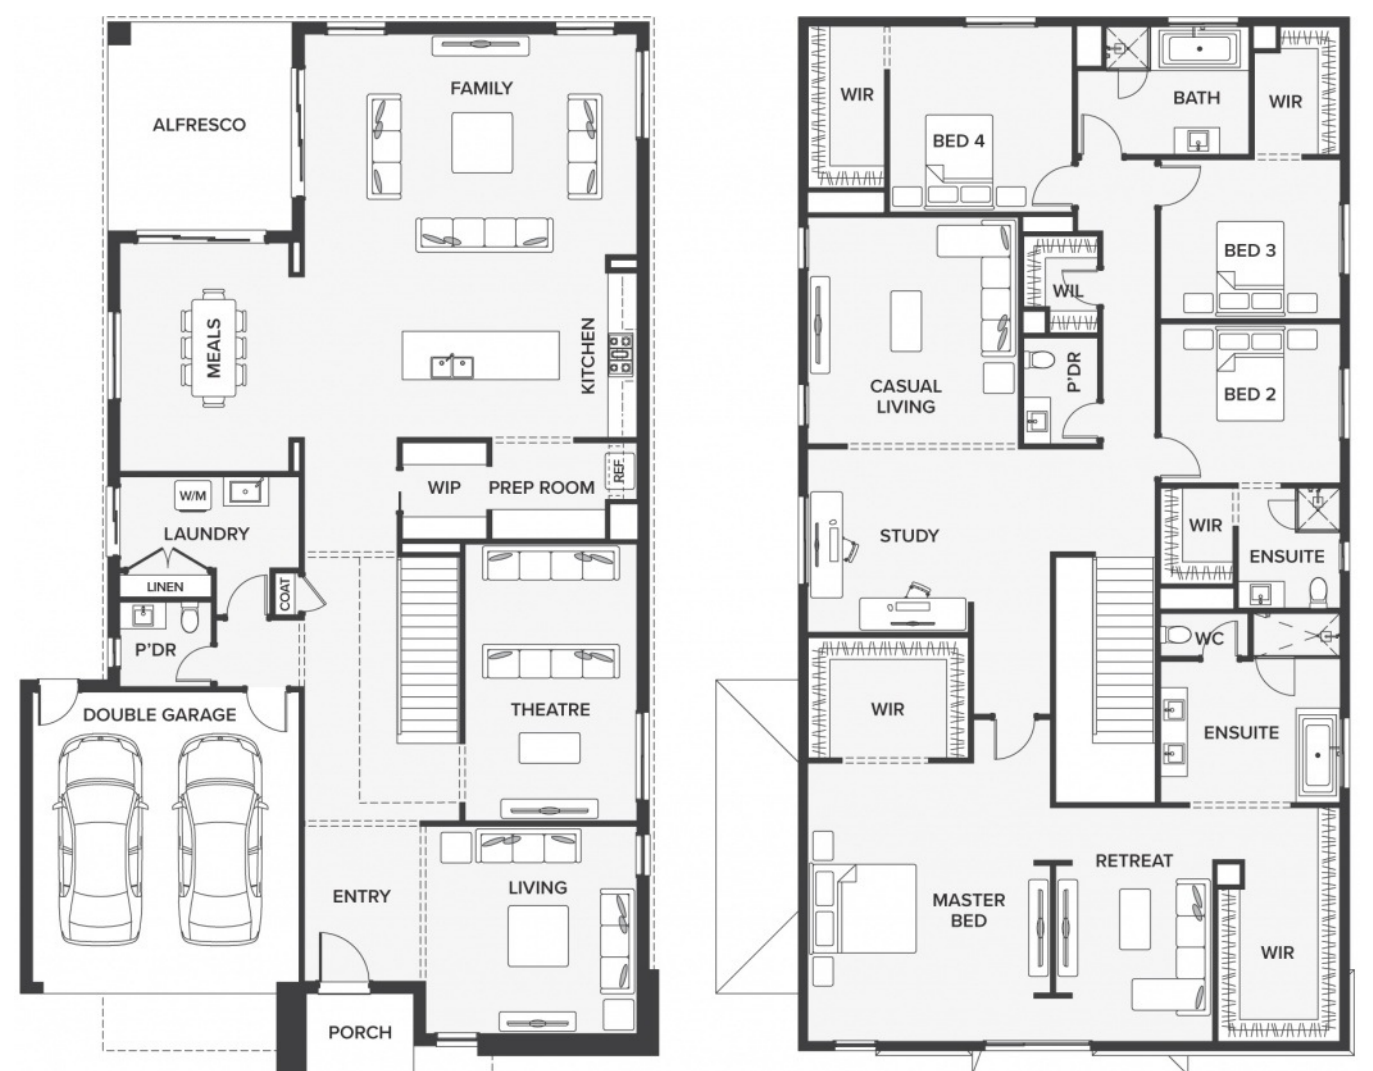 FAMILY
ALFRESCO
MEALS
KITCHEN
WIP
PREP ROOM
REF.
W/M
LAUNDRY
LINEN
COAT
P'DR
THEATRE
DOUBLE GARAGE
LIVING
ENTRY
PORCH
WIR
BED 4
BATH
WIR
BED 3
WIL
P'DR
CASUAL
LIVING
BED 2
STUDY
WIR
ENSUITE
WC
WIR
ENSUITE
RETREAT
MASTER
BED
WIR